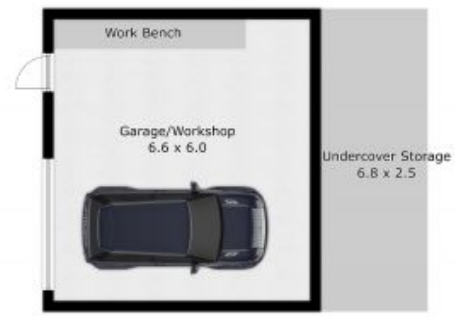 Work Bench
Garage/Workshop
6.6 x 6.0
Undercover Storage
6.8 x 2.5